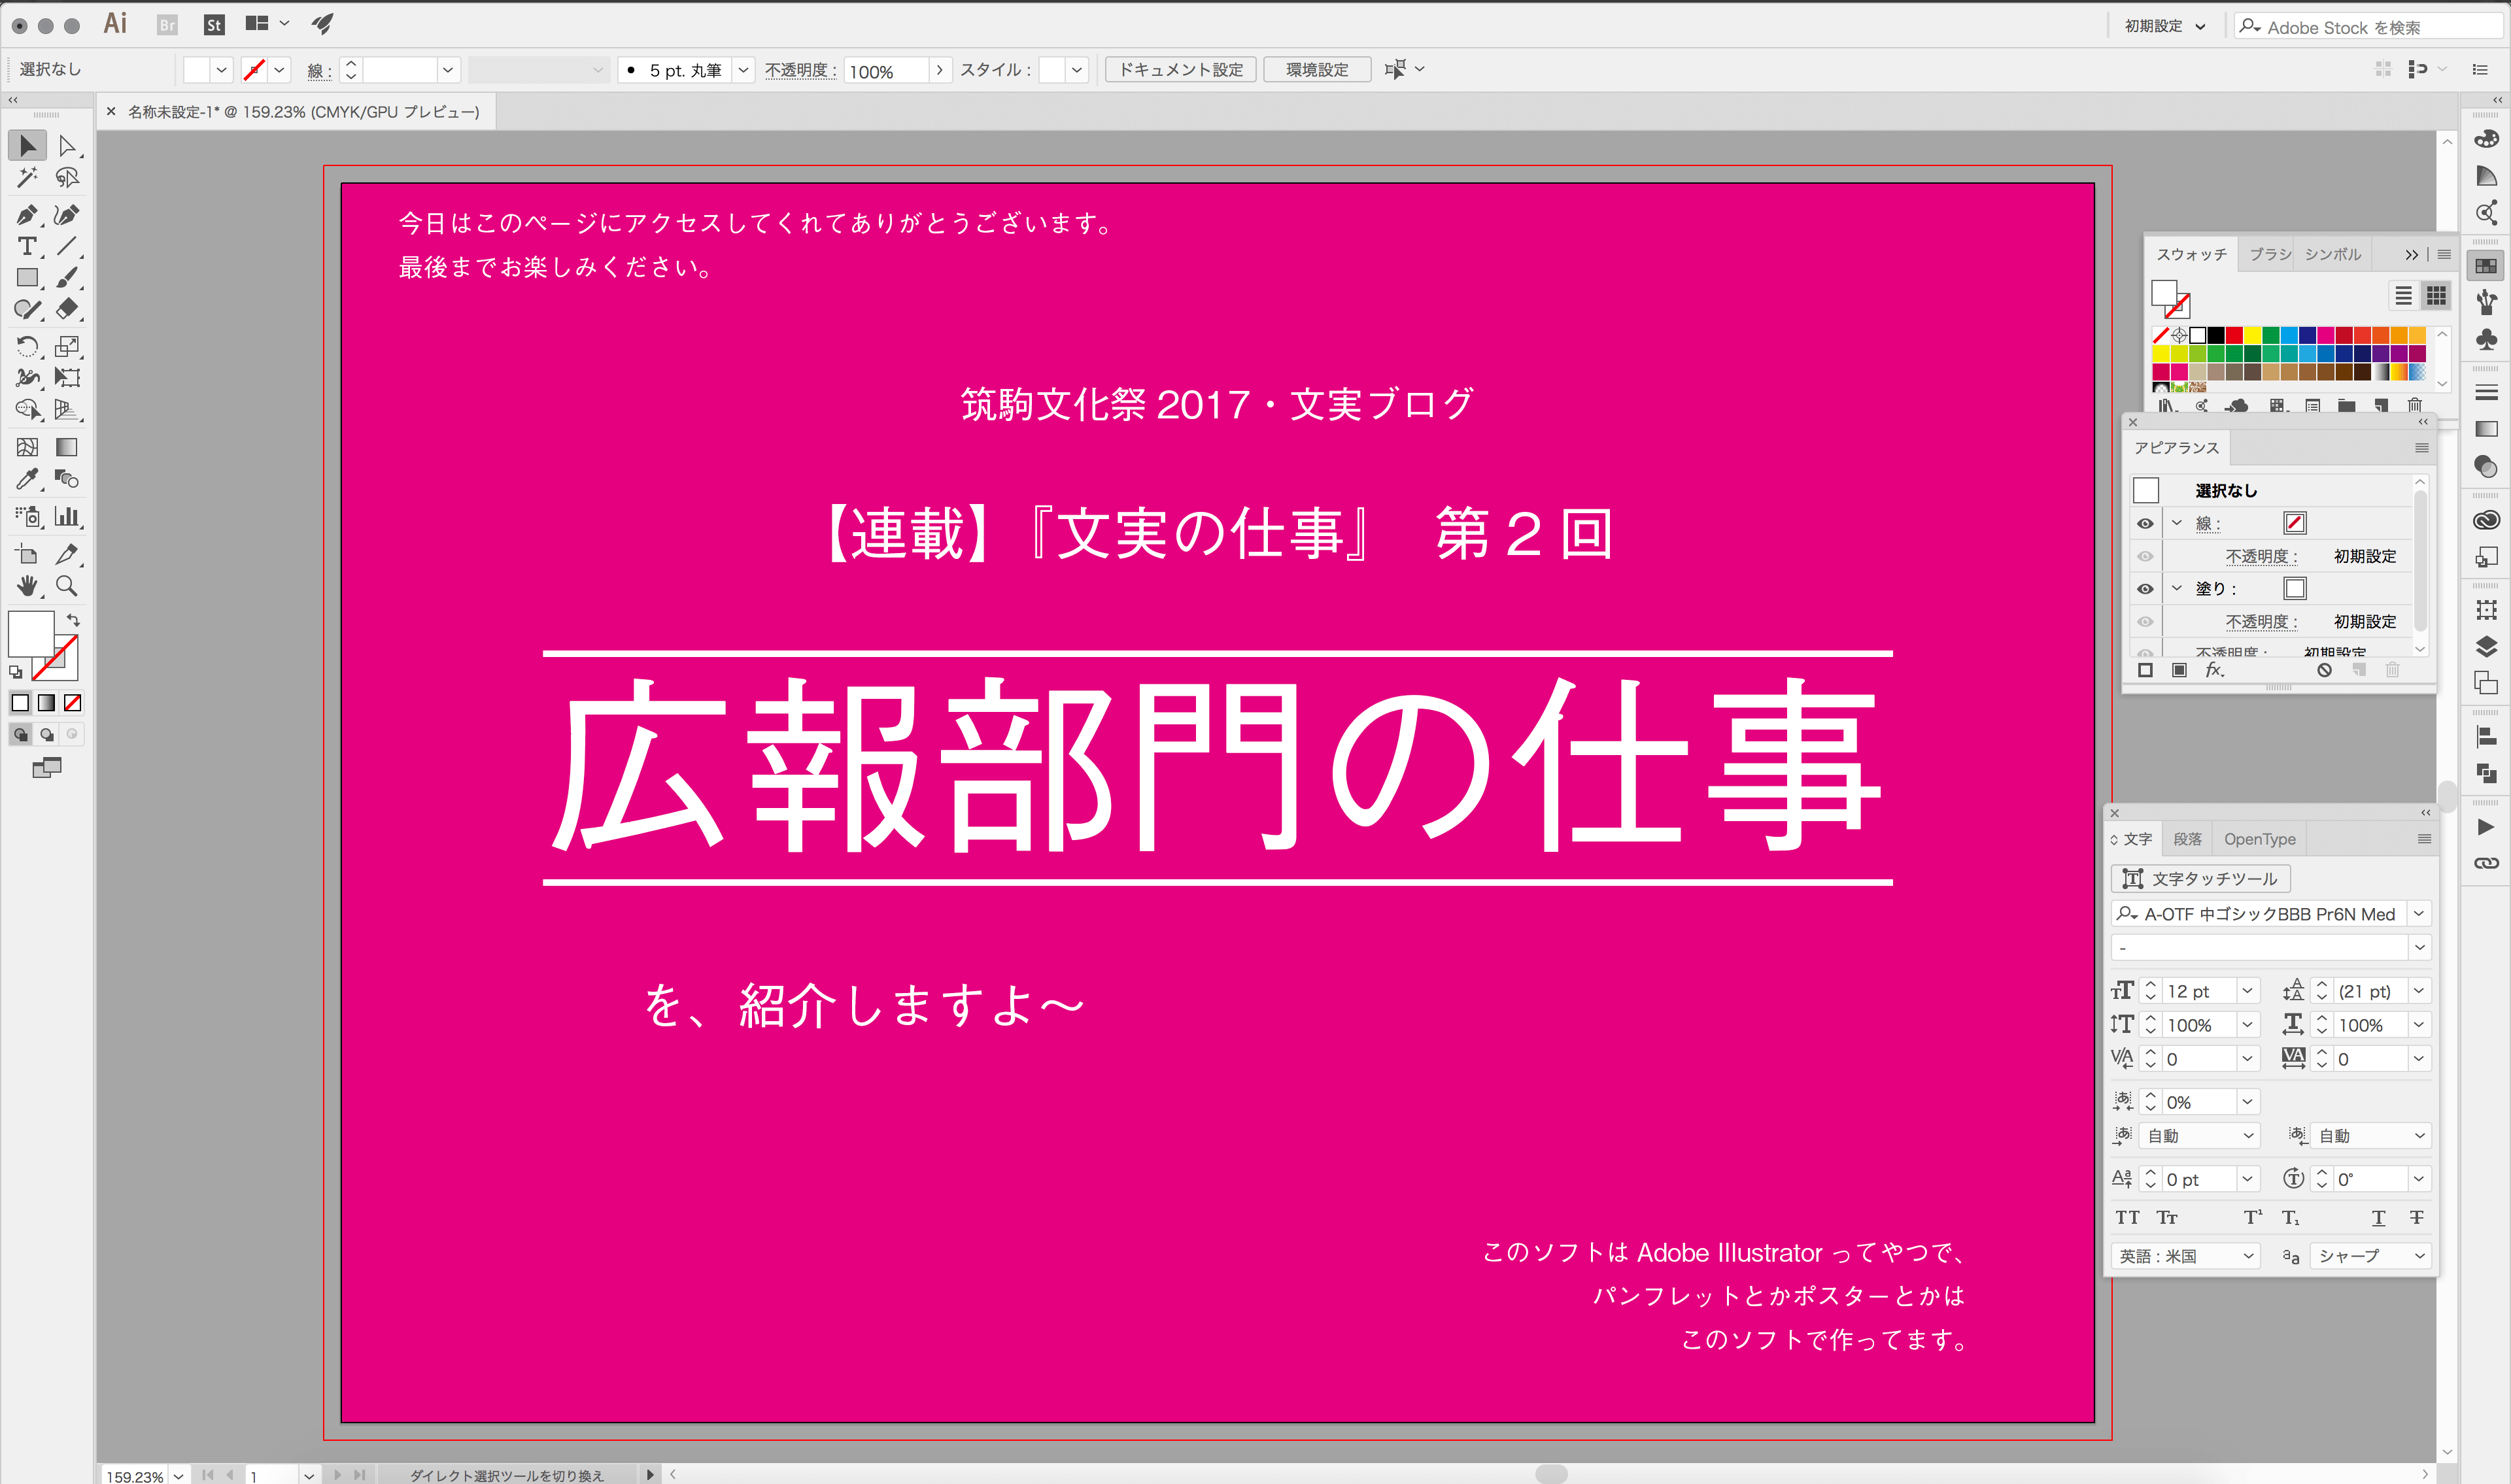 Ai
Br
St
初期設定
Adobe Stock を検索
選択なし
線 :
5 pt. 丸筆
不透明度 :
100%
スタイル :
ドキュメント設定
環境設定
× 名称未設定-1* @ 159.23% (CMYK/GPU プレビュー)
今日はこのページにアクセスしてくれてありがとうございます。
最後までお楽しみください。
筑駒文化祭 2017・文実ブログ
【連載】『文実の仕事』　第 2 回
広報部門の仕事
を、紹介しますよ〜
このソフトは Adobe Illustrator ってやつで、
パンフレットとかポスターとかは
このソフトで作ってます。
スウォッチ
ブラシ
シンボル
アピアランス
選択なし
線 :
不透明度 :
初期設定
塗り :
不透明度 :
初期設定
不透明度 :
初期設定
fx
文字
段落
OpenType
文字タッチツール
A-OTF 中ゴシックBBB Pr6N Med
-
12 pt
(21 pt)
100%
100%
0
0
0%
自動
自動
0 pt
0°
英語 : 米国
シャープ
159.23%
1
ダイレクト選択ツールを切り換え